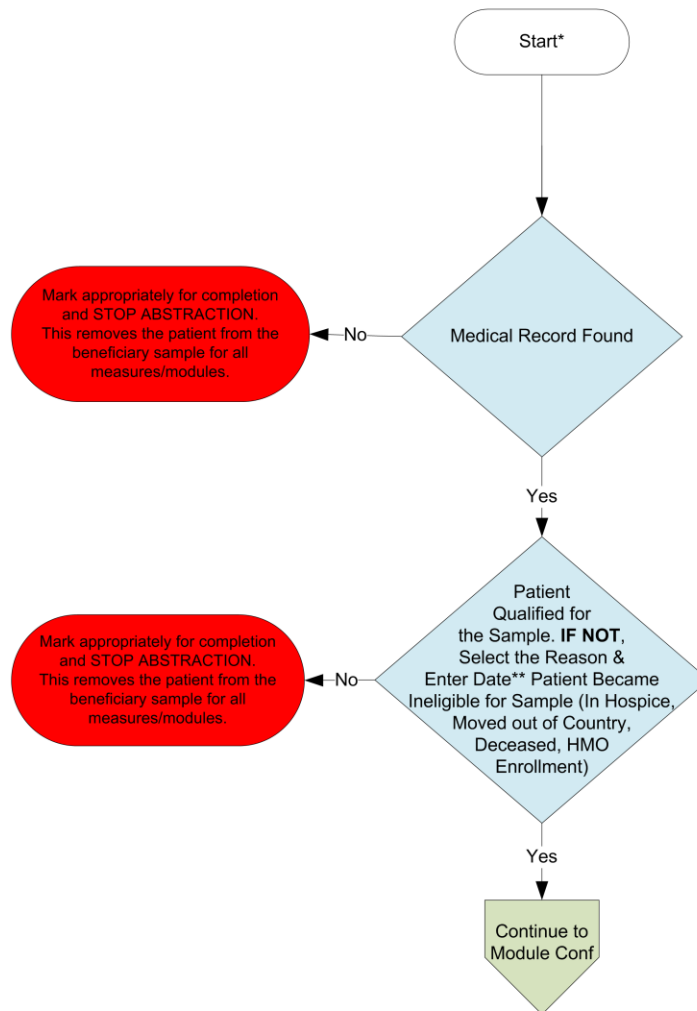 Start*
Medical Record Found
No
Mark appropriately for completion
and STOP ABSTRACTION.
This removes the patient from the
beneficiary sample for all
measures/modules.
Yes
Patient
Qualified for
the Sample. IF NOT,
Select the Reason &
Enter Date** Patient Became
Ineligible for Sample (In Hospice,
Moved out of Country,
Deceased, HMO
Enrollment)
No
Mark appropriately for completion
and STOP ABSTRACTION.
This removes the patient from the
beneficiary sample for all
measures/modules.
Yes
Continue to
Module Conf